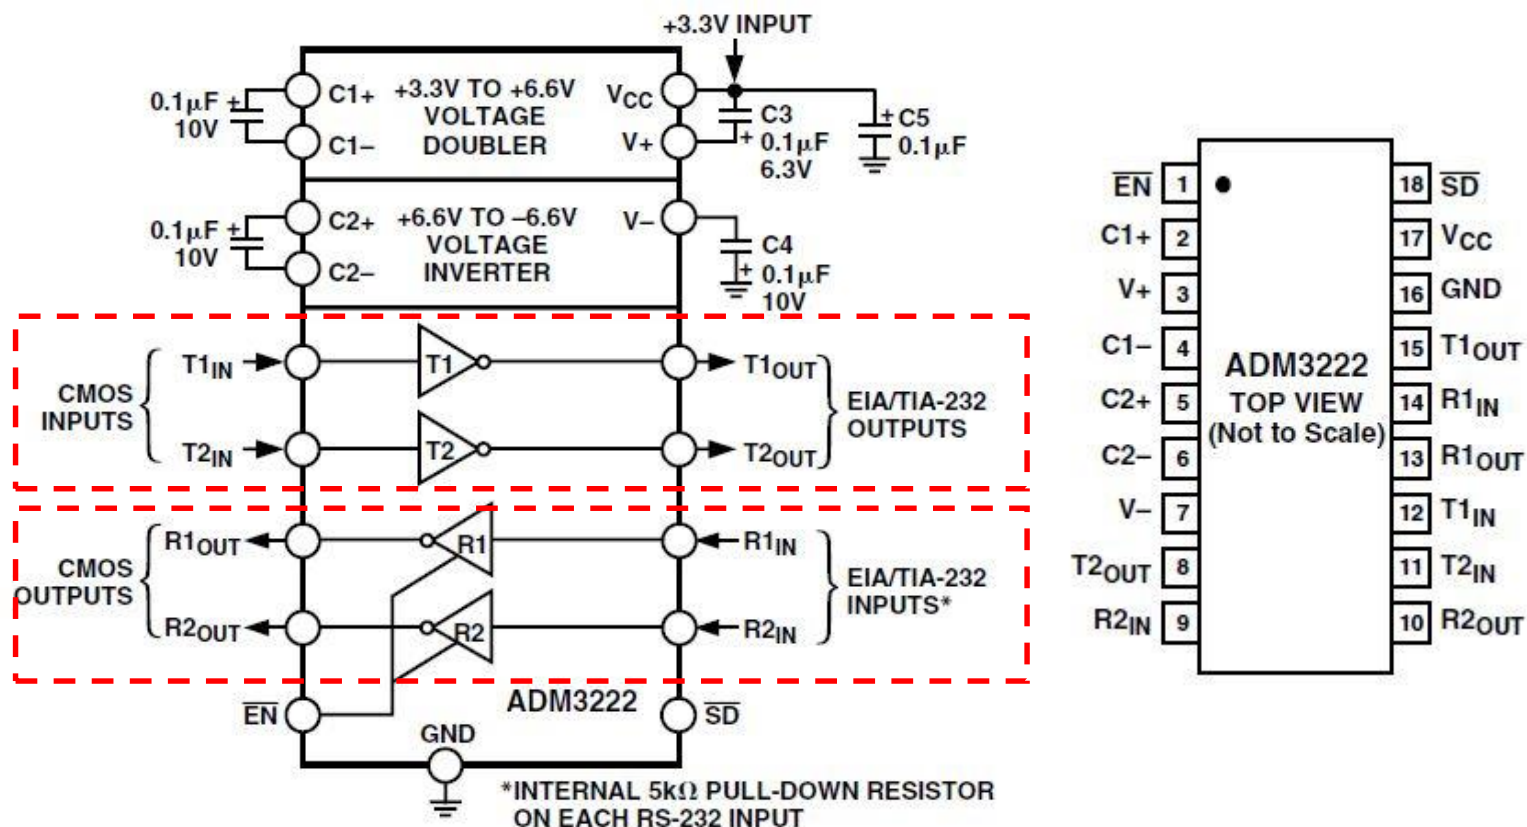 +3.3V INPUT
0.1μF +
10V
C1+
C1–
+3.3V TO +6.6V
VOLTAGE
DOUBLER
VCC
V+
C3
+ 0.1μF
6.3V
+ C5
0.1μF
0.1μF +
10V
C2+
C2–
+6.6V TO –6.6V
VOLTAGE
INVERTER
V–
C4
+ 0.1μF
10V
CMOS
INPUTS
T1IN
T2IN
T1
T2
T1OUT
T2OUT
EIA/TIA-232
OUTPUTS
CMOS
OUTPUTS
R1OUT
R2OUT
R1
R2
R1IN
R2IN
EIA/TIA-232
INPUTS*
E̅N̅
ADM3222
S̅D̅
GND
*INTERNAL 5kΩ PULL-DOWN RESISTOR
ON EACH RS-232 INPUT
E̅N̅ 1
C1+ 2
V+ 3
C1– 4
C2+ 5
C2– 6
V– 7
T2OUT 8
R2IN 9
ADM3222
TOP VIEW
(Not to Scale)
18 S̅D̅
17 VCC
16 GND
15 T1OUT
14 R1IN
13 R1OUT
12 T1IN
11 T2IN
10 R2OUT